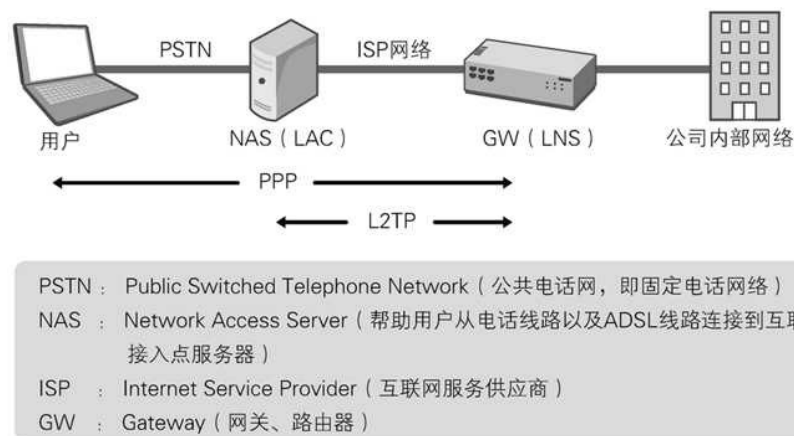 PSTN ISP网络
用户 NAS（LAC） GW（LNS） 公司内部网络
PPP
L2TP
PSTN： Public Switched Telephone Network（公共电话网，即固定电话网络）
NAS ： Network Access Server（帮助用户从电话线路以及ADSL线路连接到互联
接入点服务器）
ISP ： Internet Service Provider（互联网服务供应商）
GW ： Gateway（网关、路由器）